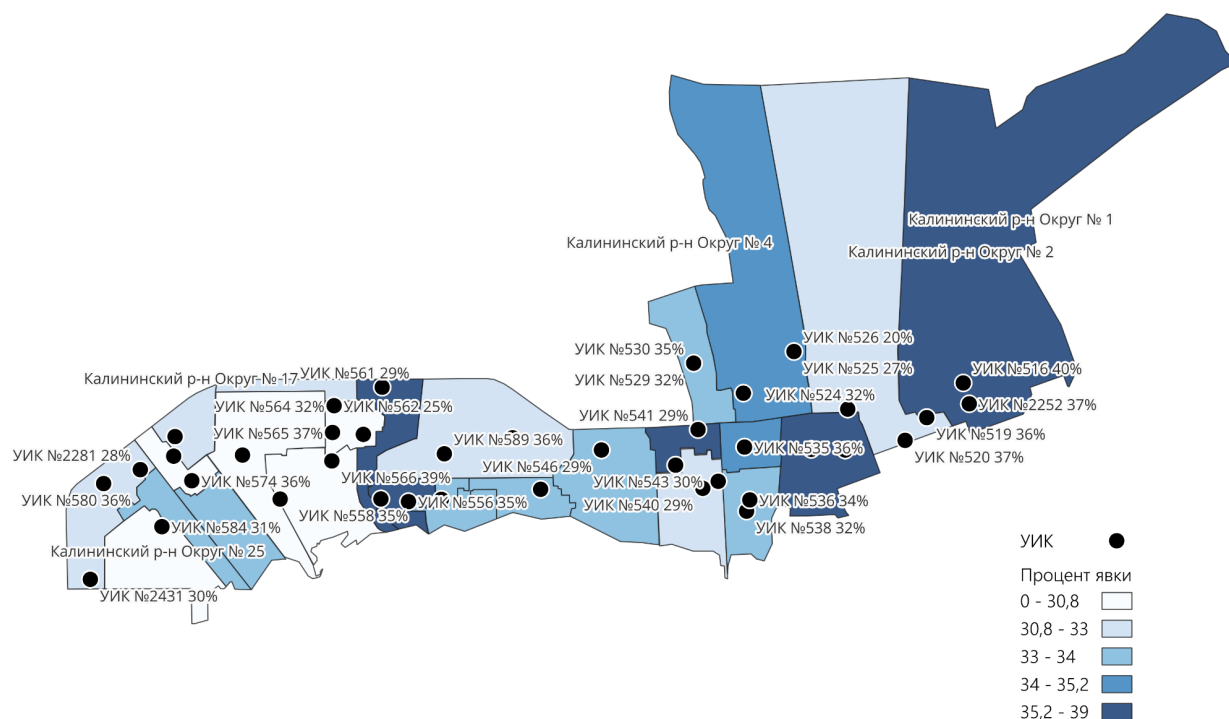 Калининский р-н Округ № 1
Калининский р-н Округ № 4
Калининский р-н Округ № 2
УИК №526 20%
УИК №530 35%
УИК №525 27%
УИК №516 40%
УИК №561 29%
УИК №529 32%
Калининский р-н Округ № 17
УИК №524 32%
УИК №2252 37%
УИК №564 32%
УИК №562 25%
УИК №541 29%
УИК №519 36%
УИК №565 37%
УИК №589 36%
УИК №535 36%
УИК №520 37%
УИК №2281 28%
УИК №566 39%
УИК №546 29%
УИК №574 36%
УИК №543 30%
УИК №580 36%
УИК №556 35%
УИК №536 34%
УИК №558 35%
УИК №540 29%
УИК №584 31%
УИК №538 32%
Калининский р-н Округ № 25
УИК №2431 30%
УИК
Процент явки
0 - 30,8
30,8 - 33
33 - 34
34 - 35,2
35,2 - 39